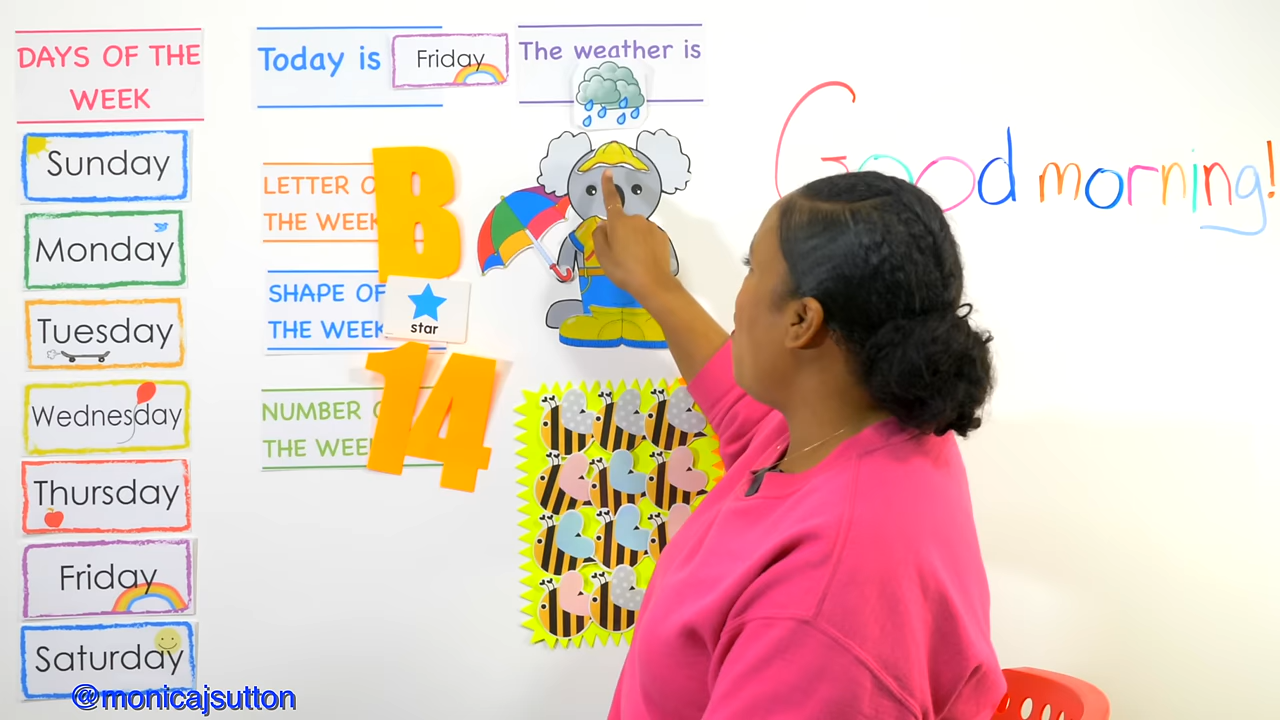 DAYS OF THE
WEEK
Sunday
Monday
Tuesday
Wednesday
Thursday
Friday
Saturday
Today is
Friday
The weather is
LETTER O
THE WEEK
B
SHAPE OF
THE WEEK
star
NUMBER O
THE WEEK
14
Good morning!
@monicajsutton